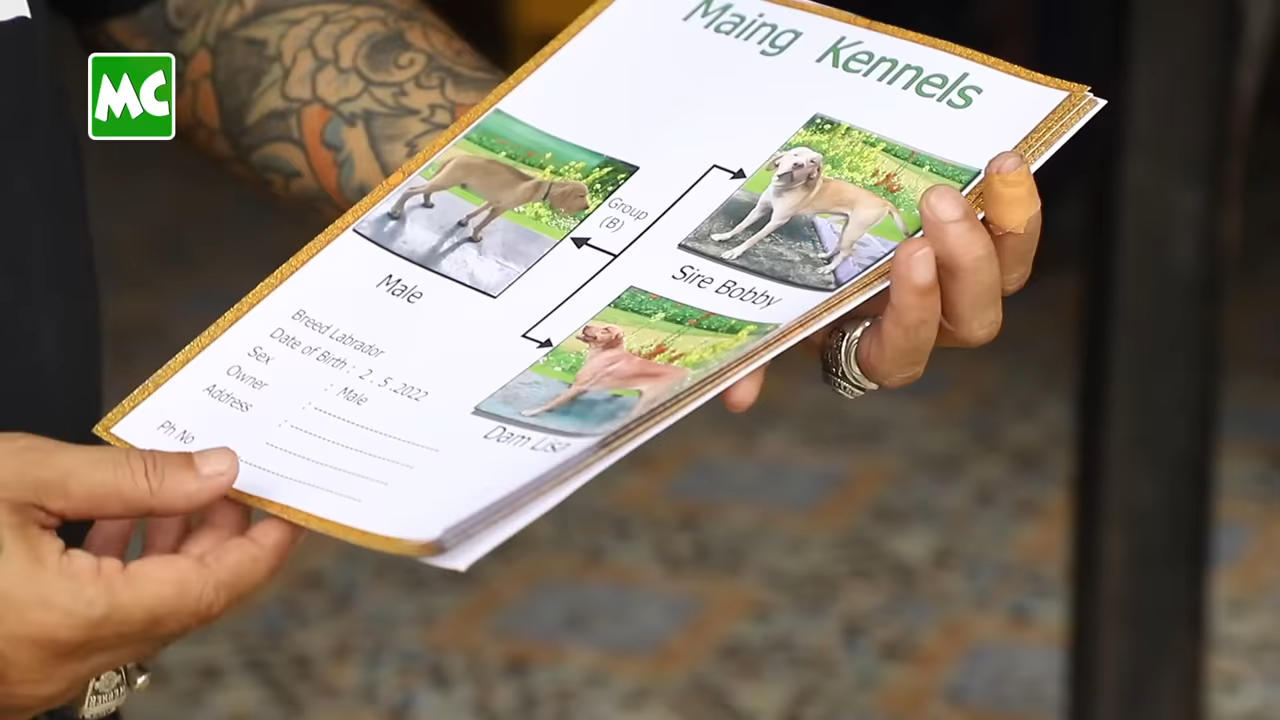 MC
Maing Kennels
Group
(B)
Male
Sire Bobby
Dam Lisa
Breed Labrador
Date of Birth : 2 . 5 .2022
Sex : Male
Owner :
Address :
Ph No